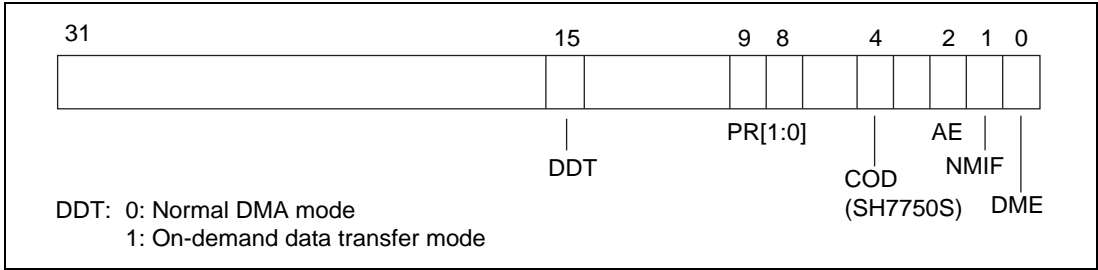 31 15 9 8 4 2 1 0
PR[1:0] AE
DDT NMIF
COD
(SH7750S) DME
DDT: 0: Normal DMA mode
1: On-demand data transfer mode